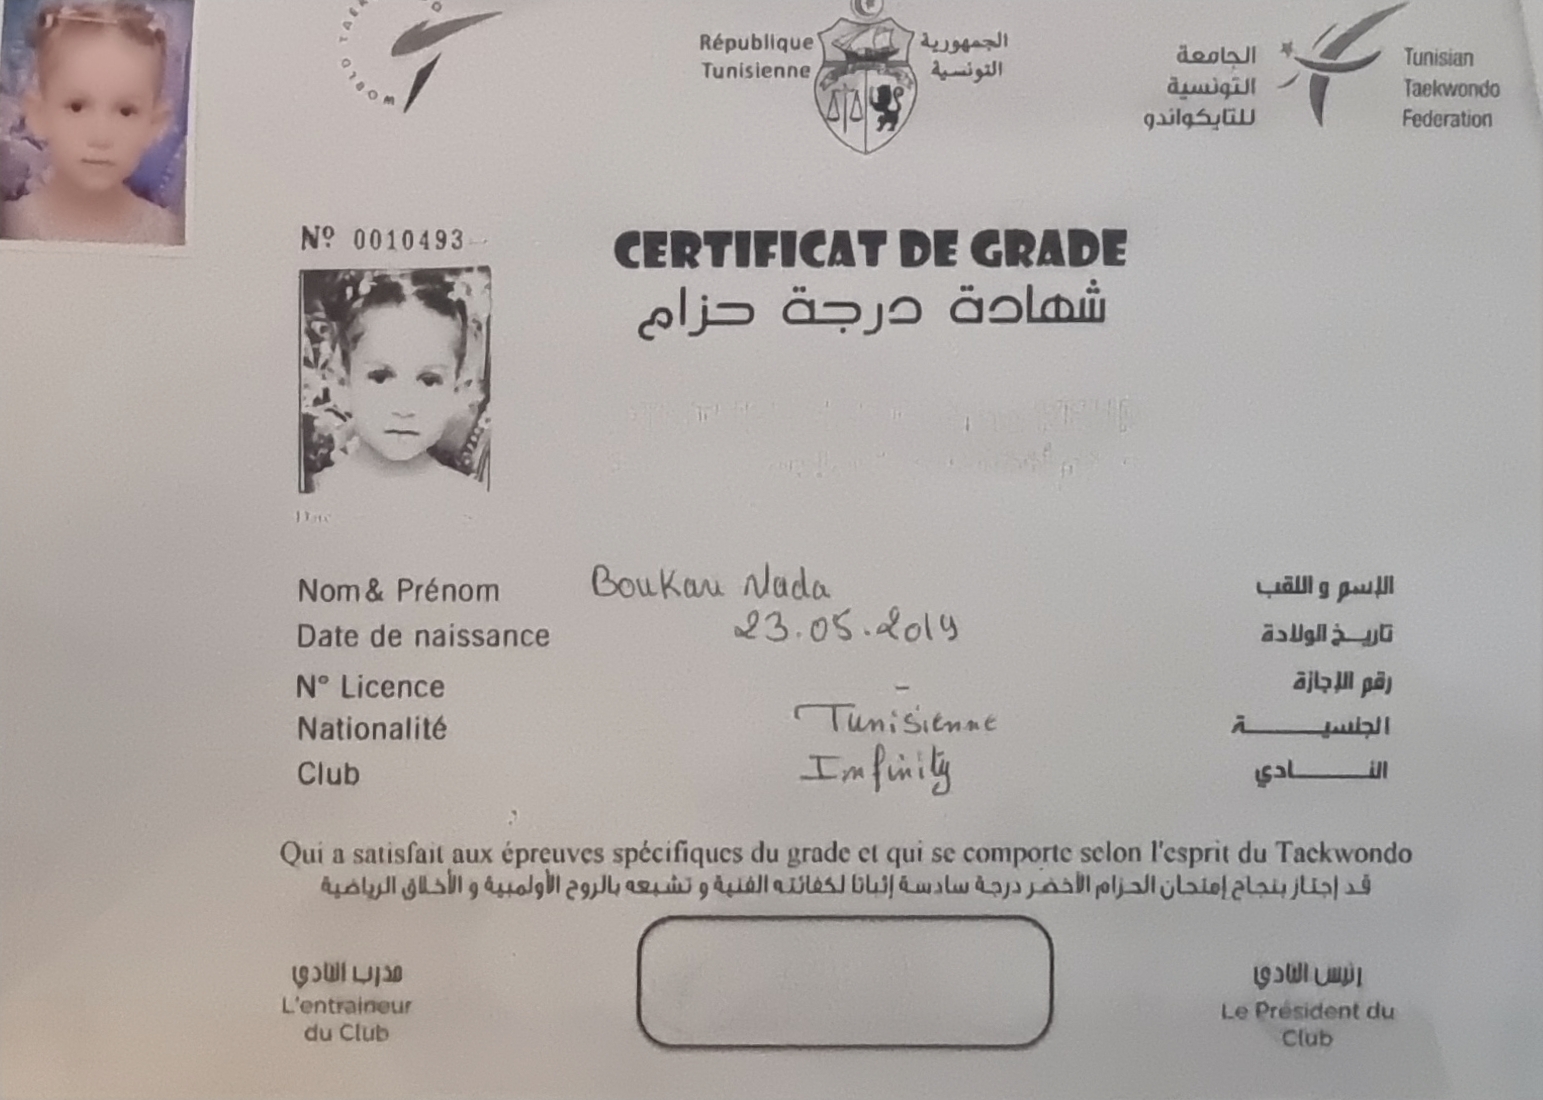 WORLD TAEK
République
Tunisienne
الجمهورية
التونسية
الجامعة
التونسية
للتايكواندو
Tunisian
Taekwondo
Federation
Nº 0010493
CERTIFICAT DE GRADE
شهادة درجة حزام
Nom & Prénom Boukari Nada الإسم و اللقب
Date de naissance 23.05.2019 تاريخ الولادة
N° Licence - رقم الإجازة
Nationalité Tunisienne الجنسية
Club Imfinity النادي
Qui a satisfait aux épreuves spécifiques du grade et qui se comporte selon l'esprit du Taekwondo
قد إجتاز بنجاح إمتحان الحزام الأخضر درجة سادسة إثباتا لكفائته الفنية و تشبعه بالروح الأولمبية و الأخلاق الرياضية
مدرب النادي
L'entraineur
du Club
رئيس النادي
Le Président du
Club